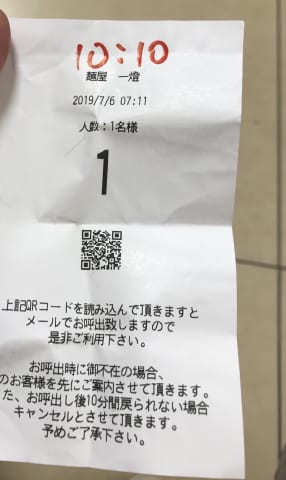 10:10
麺屋 一燈
2019/7/6 07:11
人数:1名様
1
上記QRコードを読み込んで頂きますと
メールでお呼出致しますので
是非ご利用下さい。
お呼出時に御不在の場合、
のお客様を先にご案内させて頂きます。
た、お呼出し後10分間戻られない場合
キャンセルとさせて頂きます。
予めご了承下さい。